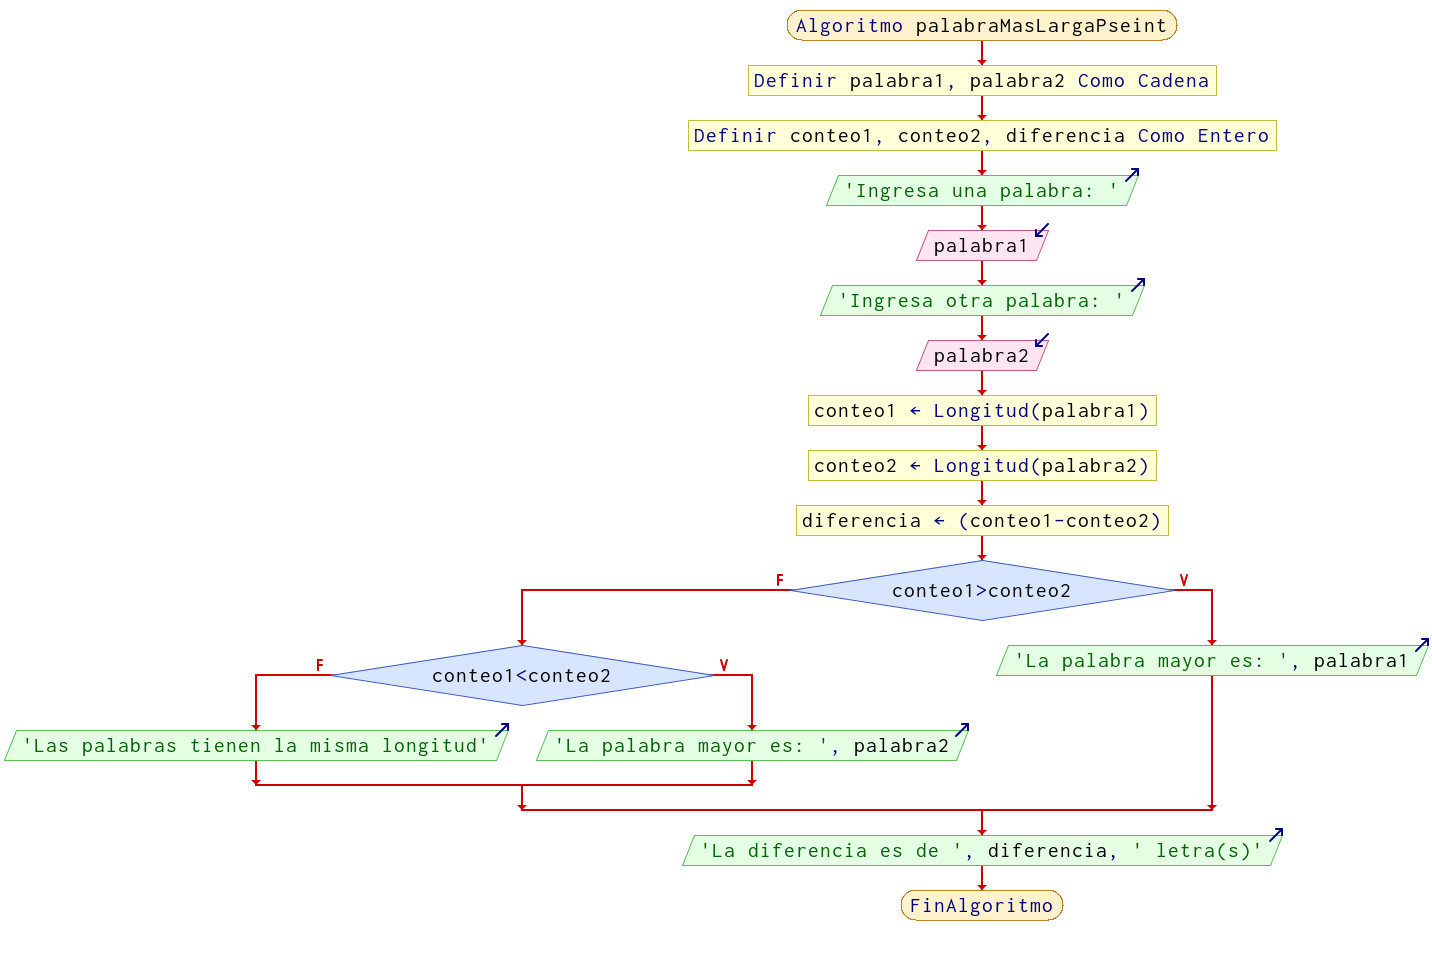 Algoritmo palabraMasLargaPseint
Definir palabra1, palabra2 Como Cadena
Definir conteo1, conteo2, diferencia Como Entero
'Ingresa una palabra: '
palabra1
'Ingresa otra palabra: '
palabra2
conteo1 ← Longitud(palabra1)
conteo2 ← Longitud(palabra2)
diferencia ← (conteo1-conteo2)
F
conteo1>conteo2
V
'La palabra mayor es: ', palabra1
F
conteo1<conteo2
V
'Las palabras tienen la misma longitud'
'La palabra mayor es: ', palabra2
'La diferencia es de ', diferencia, ' letra(s)'
FinAlgoritmo